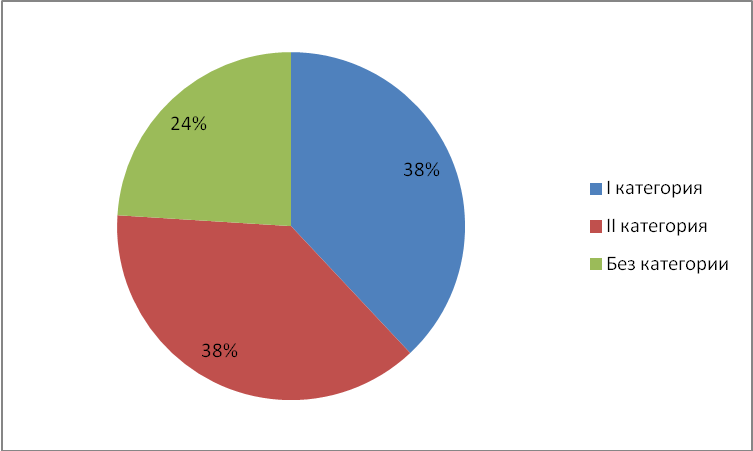 24%
38%
38%
I категория
II категория
Без категории